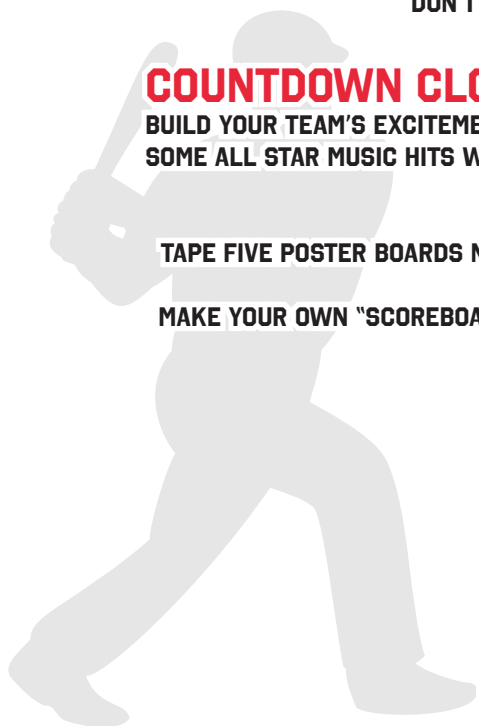 DON'T
COUNTDOWN CLO
BUILD YOUR TEAM'S EXCITEME
SOME ALL STAR MUSIC HITS W
TAPE FIVE POSTER BOARDS N
MAKE YOUR OWN “SCOREBOA